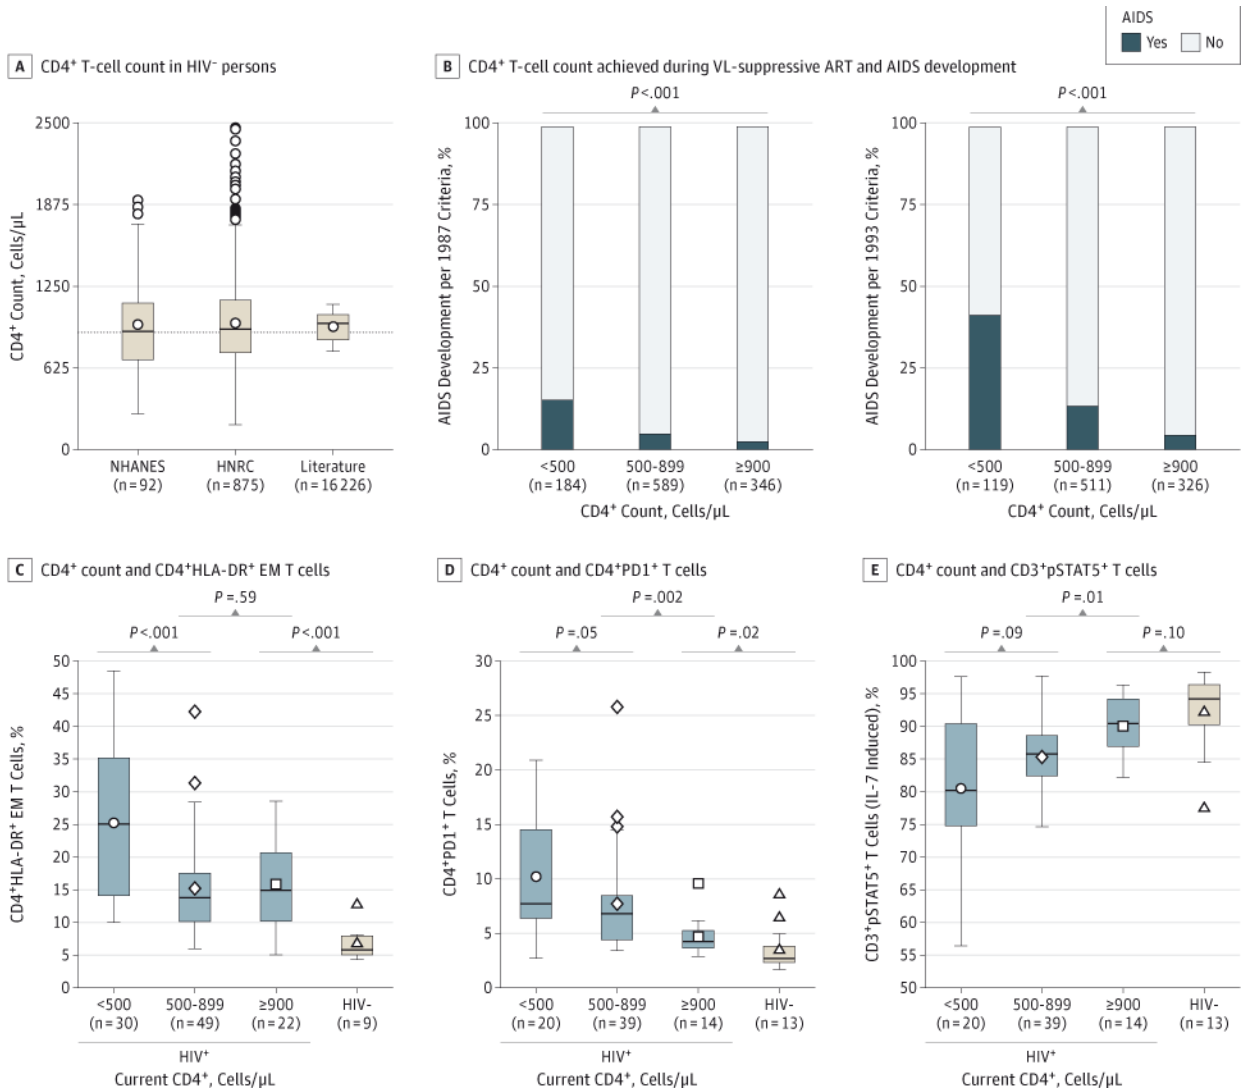 AIDS
Yes No
A CD4+ T-cell count in HIV− persons
B CD4+ T-cell count achieved during VL-suppressive ART and AIDS development
CD4+ Count, Cells/µL
2500
1875
1250
625
0
NHANES HNRC Literature
(n=92) (n=875) (n=16 226)
P<.001
AIDS Development per 1987 Criteria, %
100
75
50
25
0
<500 500-899 ≥900
(n=184) (n=589) (n=346)
CD4+ Count, Cells/µL
P<.001
AIDS Development per 1993 Criteria, %
100
75
50
25
0
<500 500-899 ≥900
(n=119) (n=511) (n=326)
CD4+ Count, Cells/µL
C CD4+ count and CD4+HLA-DR+ EM T cells
P=.59
P<.001 P<.001
CD4+HLA-DR+ EM T Cells, %
50
45
40
35
30
25
20
15
10
5
0
<500 500-899 ≥900 HIV-
(n=30) (n=49) (n=22) (n=9)
HIV+
Current CD4+, Cells/µL
D CD4+ count and CD4+PD1+ T cells
P=.002
P=.05 P=.02
CD4+PD1+ T Cells, %
30
25
20
15
10
5
0
<500 500-899 ≥900 HIV-
(n=20) (n=39) (n=14) (n=13)
HIV+
Current CD4+, Cells/µL
E CD4+ count and CD3+pSTAT5+ T cells
P=.01
P=.09 P=.10
CD3+pSTAT5+ T Cells (IL-7 Induced), %
100
95
90
85
80
75
70
65
60
55
50
<500 500-899 ≥900 HIV-
(n=20) (n=39) (n=14) (n=13)
HIV+
Current CD4+, Cells/µL